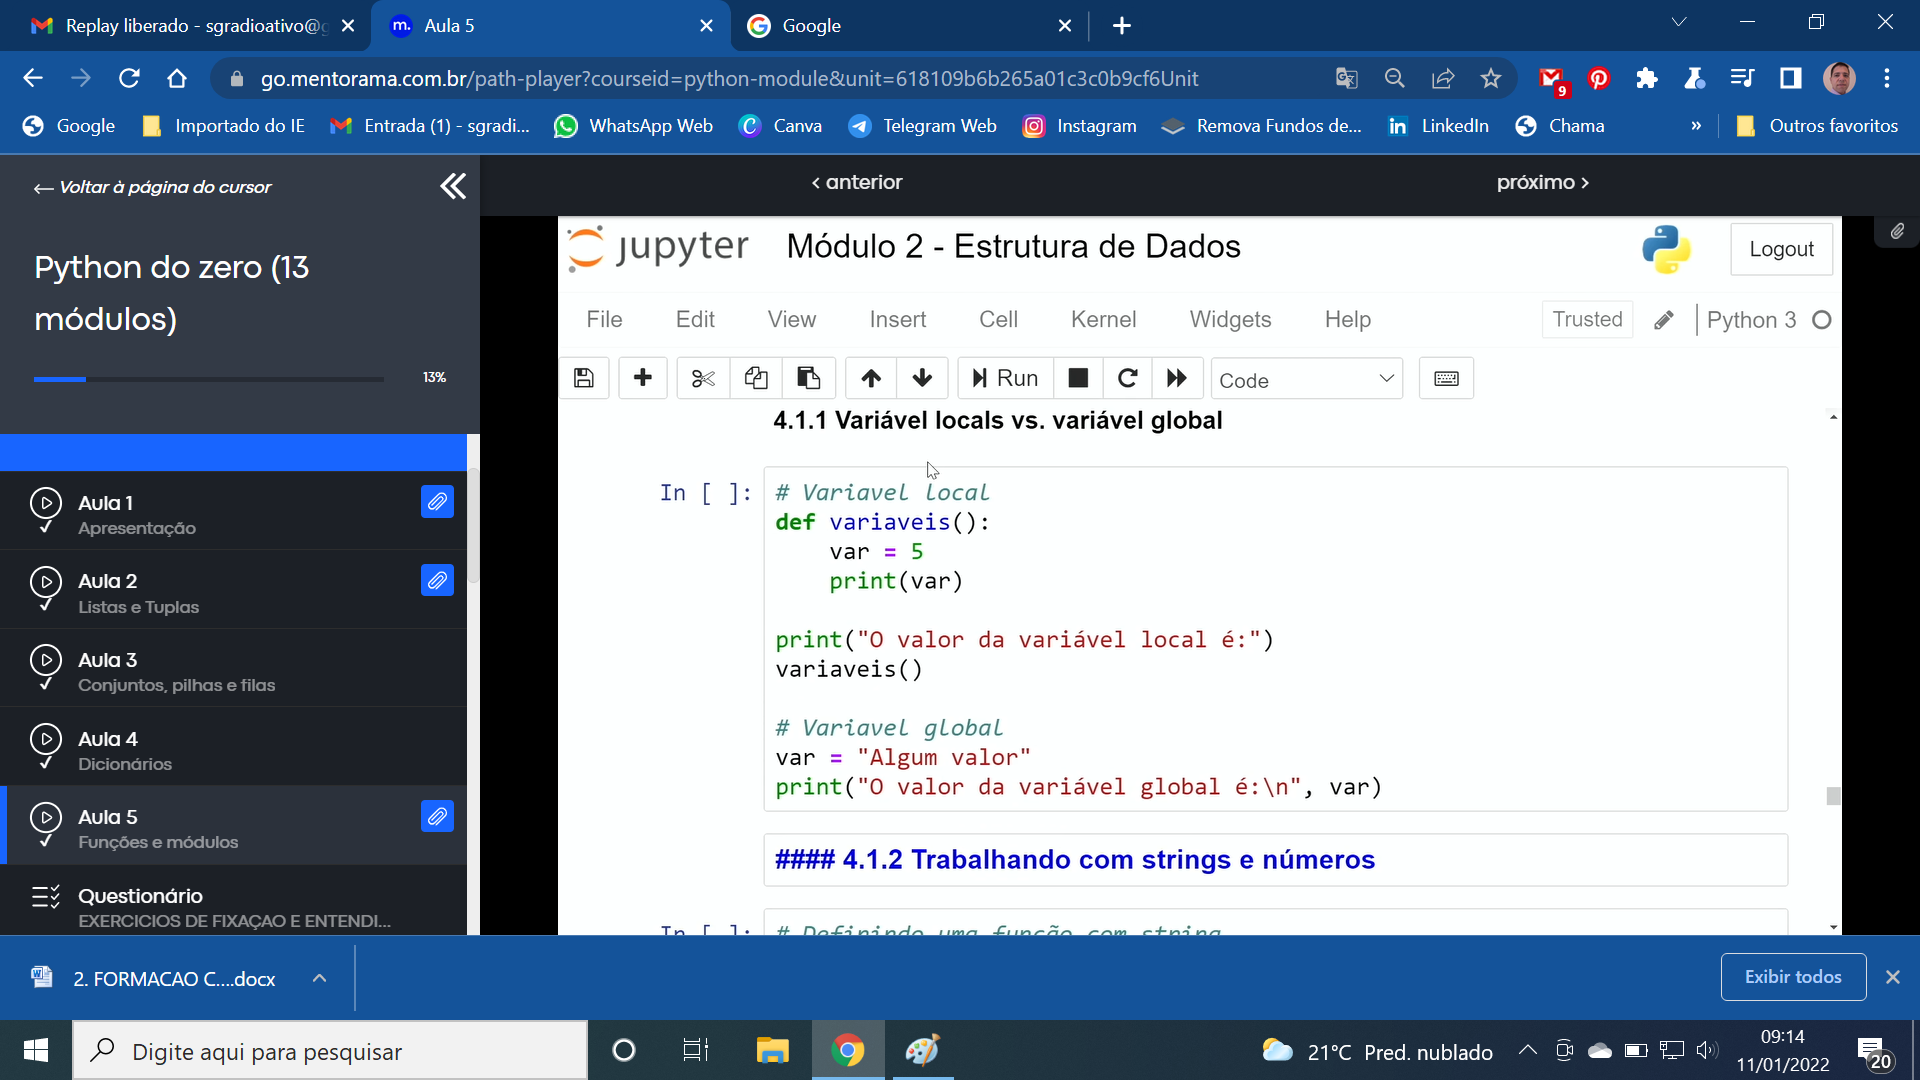 Replay liberado - sgradioativo@g
Aula 5
Google
go.mentorama.com.br/path-player?courseid=python-module&unit=618109b6b265a01c3c0b9cf6Unit
9
Google
Importado do IE
Entrada (1) - sgradi...
WhatsApp Web
Canva
Telegram Web
Instagram
Remova Fundos de...
LinkedIn
Chama
»
Outros favoritos
← Voltar à página do cursor
‹ anterior
próximo ›
Python do zero (13
módulos)
13%
Aula 1
Apresentação
Aula 2
Listas e Tuplas
Aula 3
Conjuntos, pilhas e filas
Aula 4
Dicionários
Aula 5
Funções e módulos
Questionário
EXERCICIOS DE FIXAÇAO E ENTENDI...
jupyter Módulo 2 - Estrutura de Dados
Logout
File Edit View Insert Cell Kernel Widgets Help
Trusted
Python 3
Run
Code
4.1.1 Variável locals vs. variável global
In [ ]:
# Variavel local
def variaveis():
    var = 5
    print(var)
print("O valor da variável local é:")
variaveis()
# Variavel global
var = "Algum valor"
print("O valor da variável global é:\n", var)
#### 4.1.2 Trabalhando com strings e números
In [ ]:
# Definindo uma função com string
2. FORMACAO C....docx
Exibir todos
Digite aqui para pesquisar
21°C Pred. nublado
09:14
11/01/2022
20